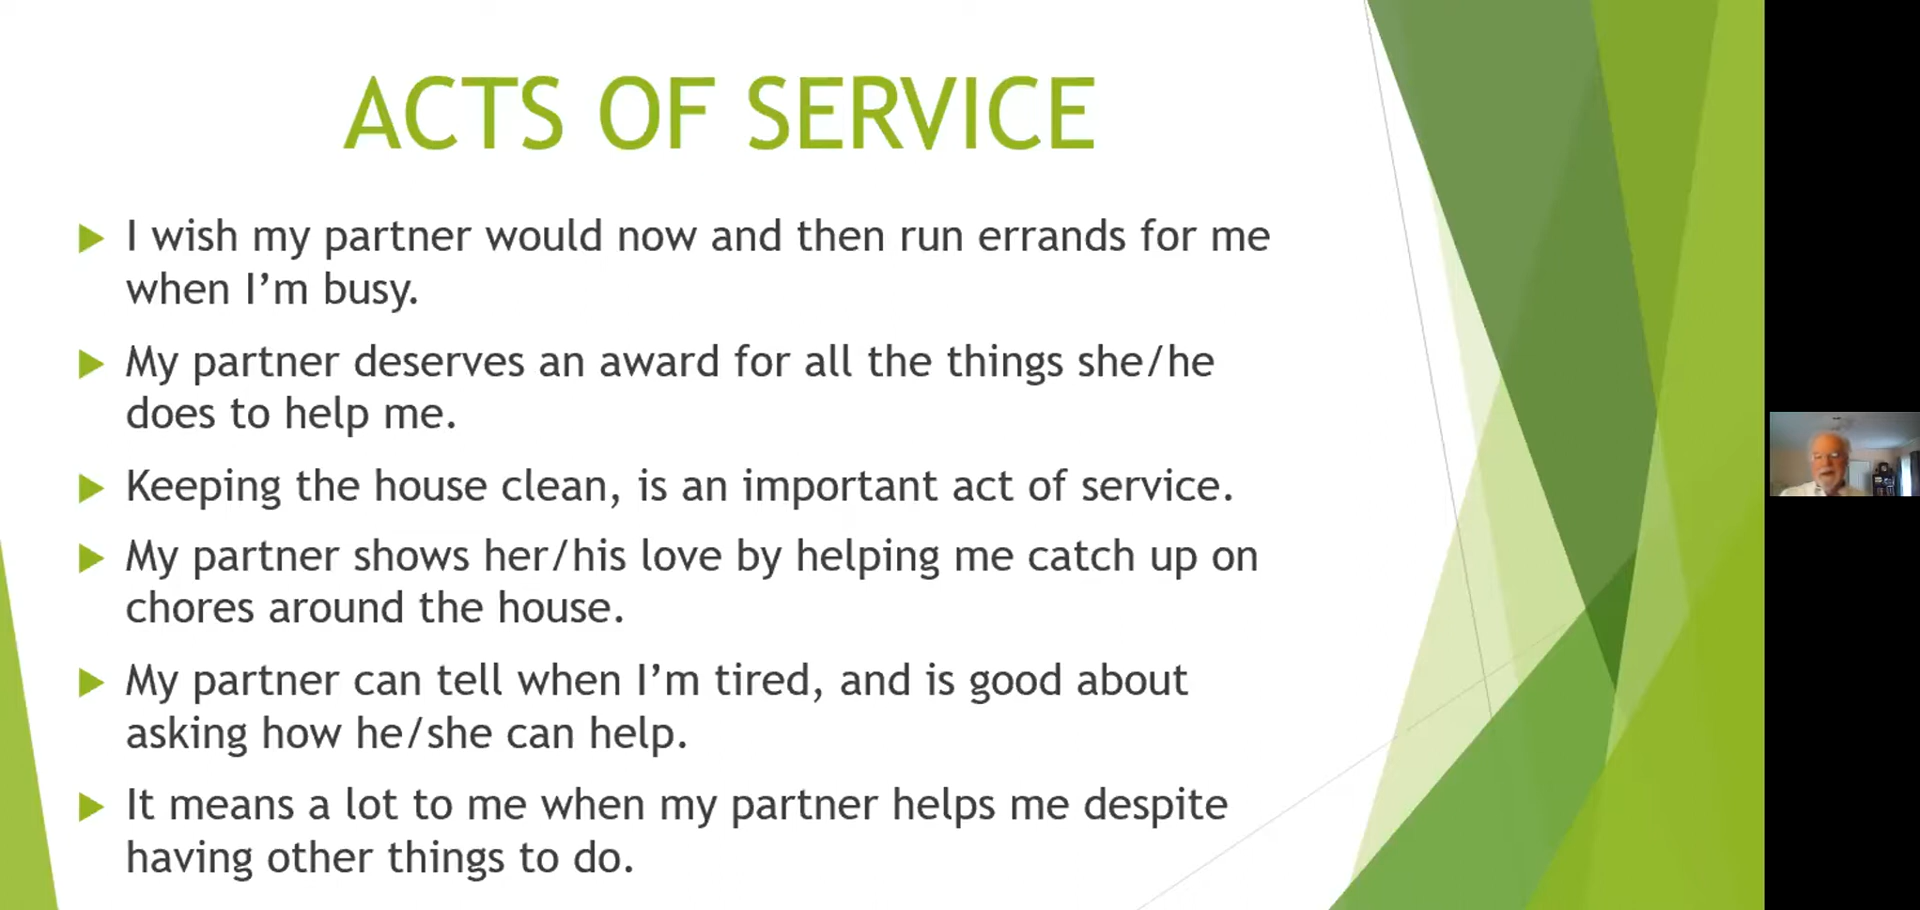 ACTS OF SERVICE
I wish my partner would now and then run errands for me
when I’m busy.
My partner deserves an award for all the things she/he
does to help me.
Keeping the house clean, is an important act of service.
My partner shows her/his love by helping me catch up on
chores around the house.
My partner can tell when I’m tired, and is good about
asking how he/she can help.
It means a lot to me when my partner helps me despite
having other things to do.